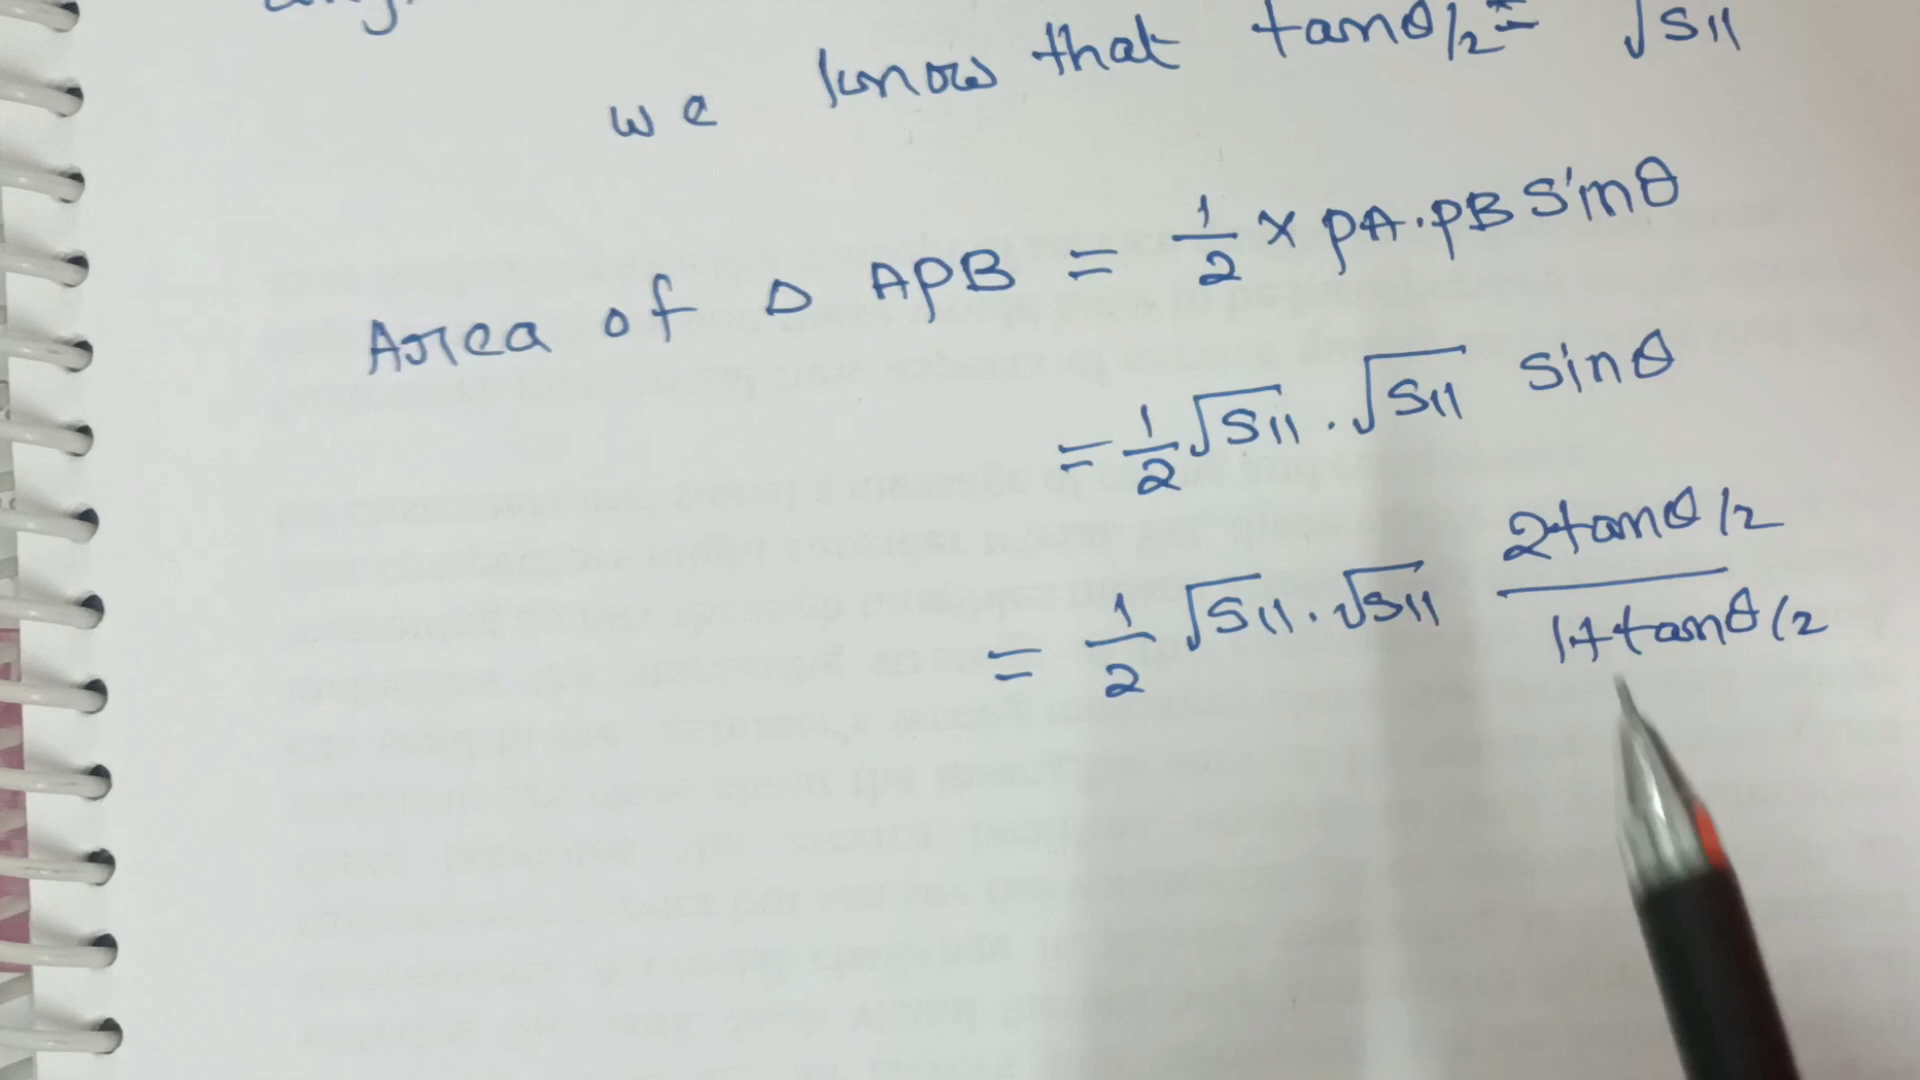 we know that tanθ/2 = √S11
Area of △ APB = 1/2 × PA.PB Sinθ
= 1/2 √S11 . √S11 sinθ
= 1/2 √S11 . √S11 2tanθ/2 / 1+tanθ/2